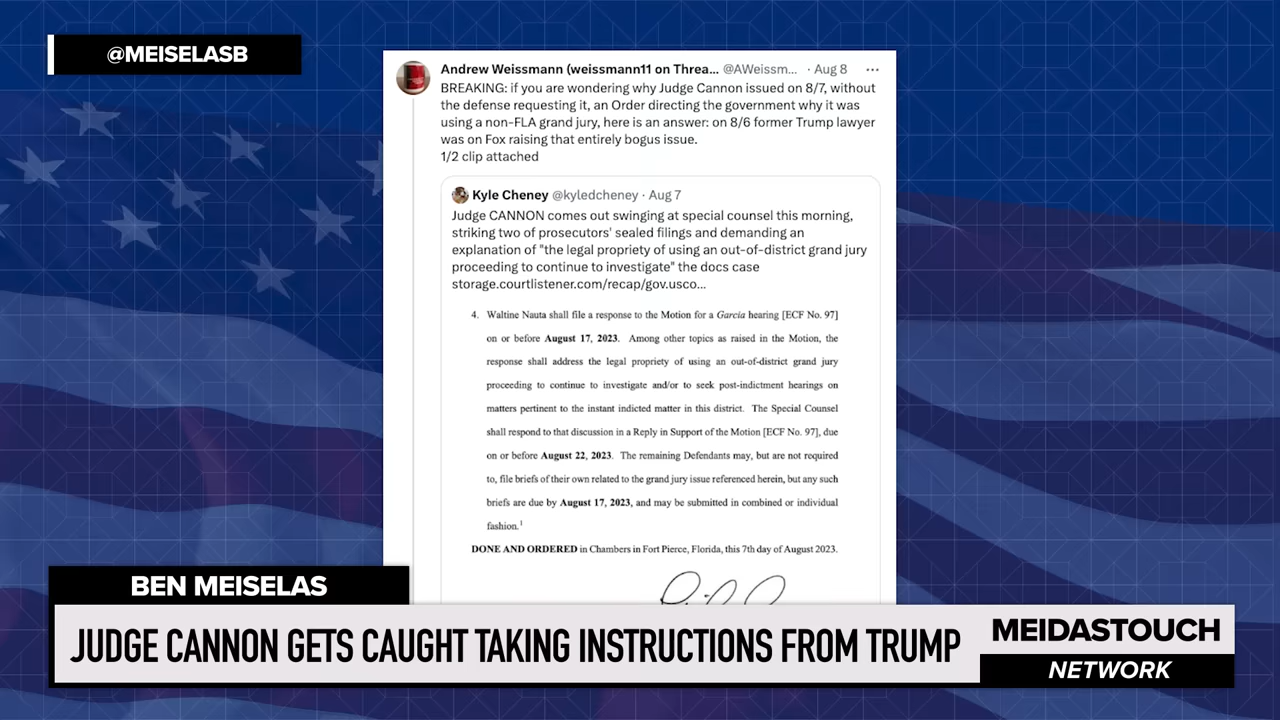 @MEISELASB
Andrew Weissmann (weissmann11 on Threa... @AWeissm... · Aug 8 ...
BREAKING: if you are wondering why Judge Cannon issued on 8/7, without
the defense requesting it, an Order directing the government why it was
using a non-FLA grand jury, here is an answer: on 8/6 former Trump lawyer
was on Fox raising that entirely bogus issue.
1/2 clip attached
Kyle Cheney @kyledcheney · Aug 7
Judge CANNON comes out swinging at special counsel this morning,
striking two of prosecutors' sealed filings and demanding an
explanation of "the legal propriety of using an out-of-district grand jury
proceeding to continue to investigate" the docs case
storage.courtlistener.com/recap/gov.usco...
4. Waltine Nauta shall file a response to the Motion for a Garcia hearing [ECF No. 97]
on or before August 17, 2023. Among other topics as raised in the Motion, the
response shall address the legal propriety of using an out-of-district grand jury
proceeding to continue to investigate and/or to seek post-indictment hearings on
matters pertinent to the instant indicted matter in this district. The Special Counsel
shall respond to that discussion in a Reply in Support of the Motion [ECF No. 97], due
on or before August 22, 2023. The remaining Defendants may, but are not required
to, file briefs of their own related to the grand jury issue referenced herein, but any such
briefs are due by August 17, 2023, and may be submitted in combined or individual
fashion.1
DONE AND ORDERED in Chambers in Fort Pierce, Florida, this 7th day of August 2023.
BEN MEISELAS
JUDGE CANNON GETS CAUGHT TAKING INSTRUCTIONS FROM TRUMP
MEIDASTOUCH
NETWORK